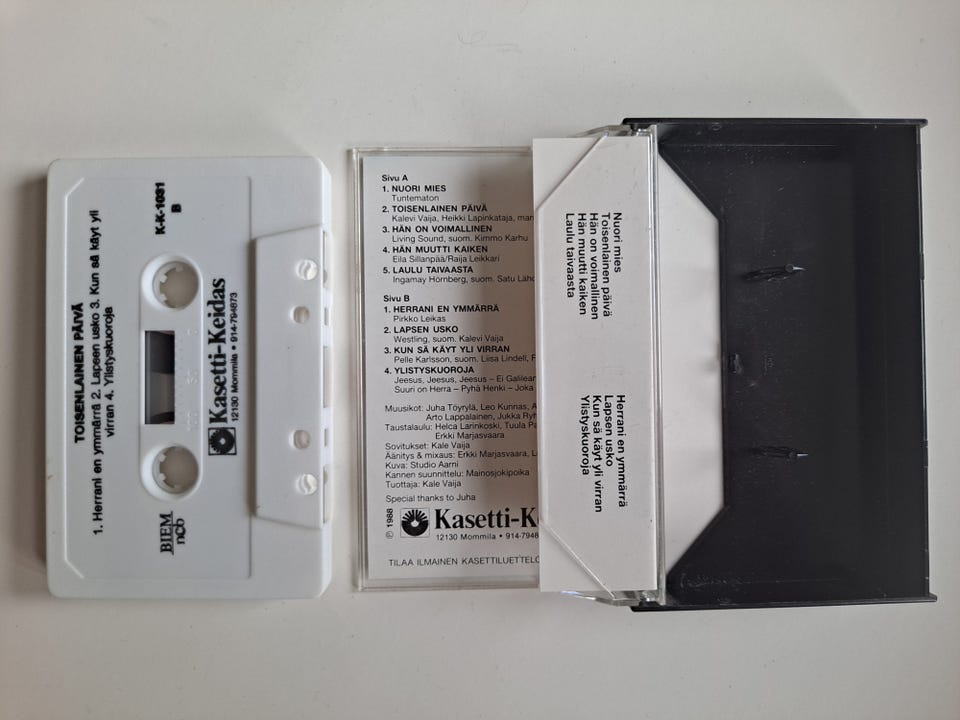 TOISENLAINEN PÄIVÄ
1. Herrani en ymmärrä 2. Lapsen usko 3. Kun sä käyt yli
virran 4. Ylistyskuoroja
K-K-1031
B
BIEM
ncb
Kasetti-Keidas
12130 Mommila • 914-794873
Sivu A
1. NUORI MIES
Tuntematon
2. TOISENLAINEN PÄIVÄ
Kalevi Vaija, Heikki Lapinkataja,
3. HÄN ON VOIMALLINEN
Living Sound, suom. Kimmo Karhu
4. HÄN MUUTTI KAIKEN
Eila Sillanpää/Raija Leikkari
5. LAULU TAIVAASTA
Ingamay Hörnberg, suom. Satu
Sivu B
1. HERRANI EN YMMÄRRÄ
Pirkko Leikas
2. LAPSEN USKO
Westling, suom. Kalevi Vaija
3. KUN SÄ KÄYT YLI VIRRAN
Pelle Karlsson, suom. Liisa Lindell,
4. YLISTYSKUOROJA
Jeesus, Jeesus, Jeesus – Ei
Suuri on Herra – Pyhä Henki – Joka
Muusikot: Juha Töyrylä, Leo Kunnas,
Arto Lappalainen, Jukka
Taustalaulu: Helca Larinkoski, Tuula
Erkki Marjasvaara
Sovitukset: Kale Vaija
Äänitys & mixaus: Erkki Marjasvaara,
Kuva: Studio Aarni
Kannen suunnittelu: Mainosjokipoika
Tuottaja: Kale Vaija
Special thanks to Juha
© 1988
Kasetti-K
12130 Mommila • 914-7948
TILAA ILMAINEN
Nuori mies
Toisenlainen päivä
Hän on voimallinen
Hän muutti kaiken
Laulu taivaasta
Herrani en ymmärrä
Lapsen usko
Kun sä käyt yli virran
Ylistyskuoroja